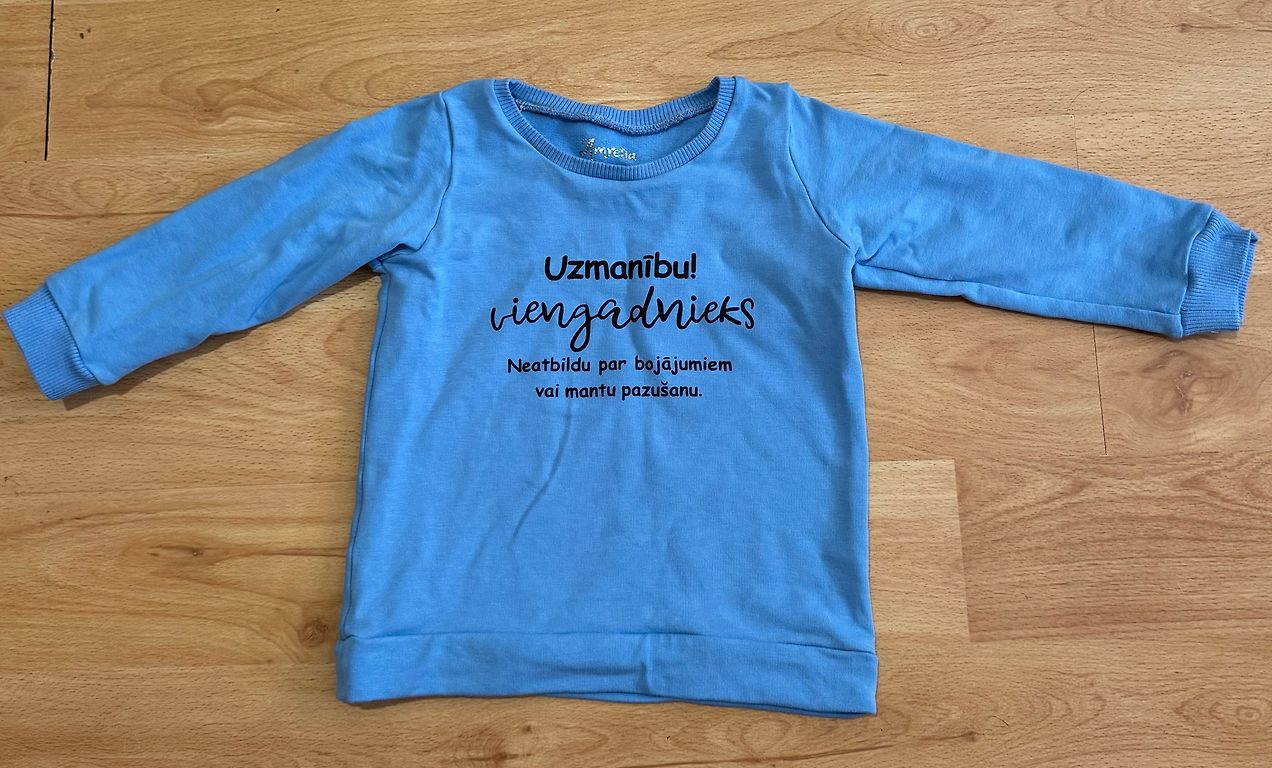 Uzmanību!
viengadnieks
Neatbildu par bojājumiem
vai mantu pazušanu.